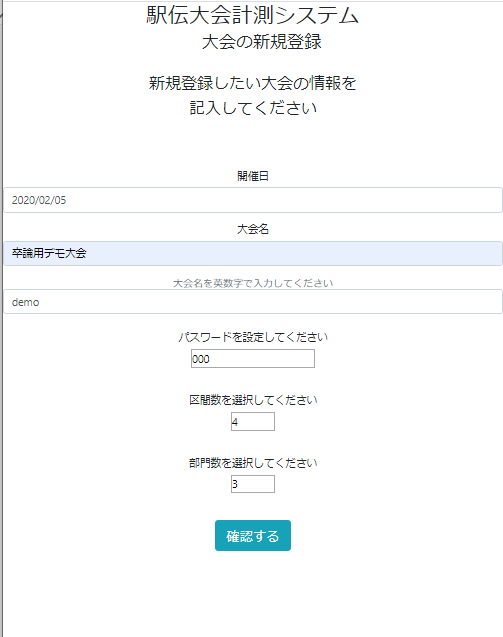 駅伝大会計測システム
大会の新規登録
新規登録したい大会の情報を
記入してください
開催日
2020/02/05
大会名
卒論用デモ大会
大会名を英数字で入力してください
demo
パスワードを設定してください
000
区間数を選択してください
4
部門数を選択してください
3
確認する